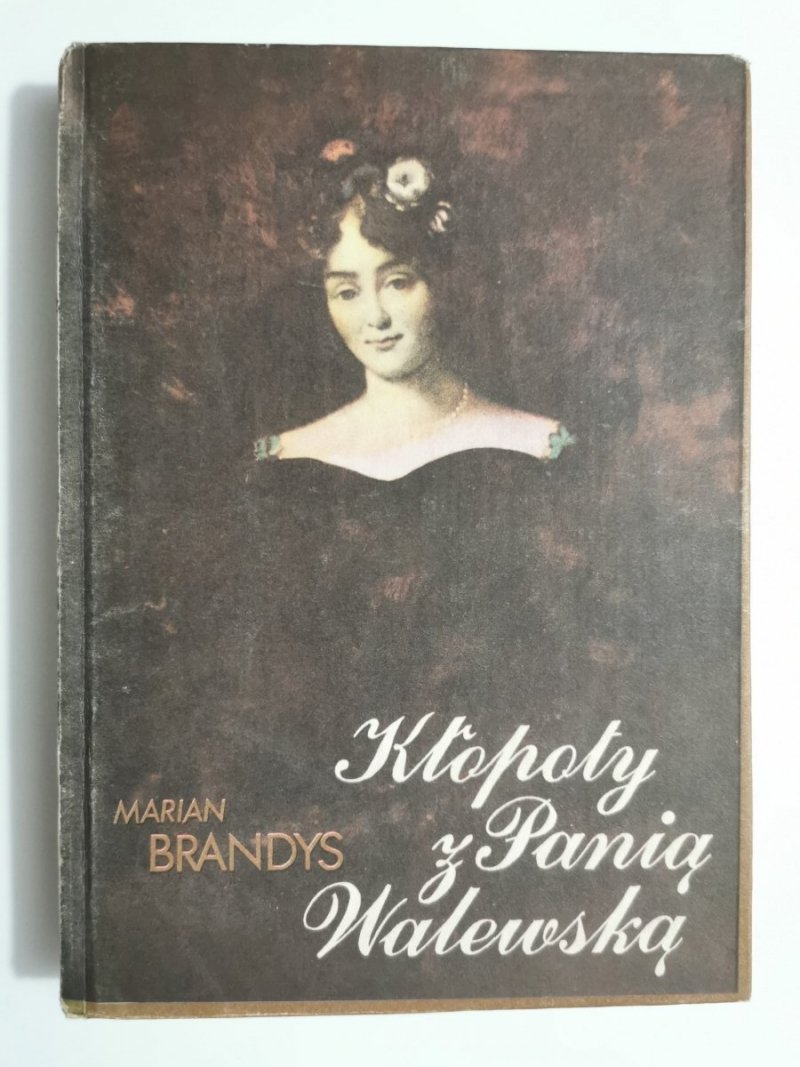 MARIAN
BRANDYS
Kłopoty
z Panią
Walewską